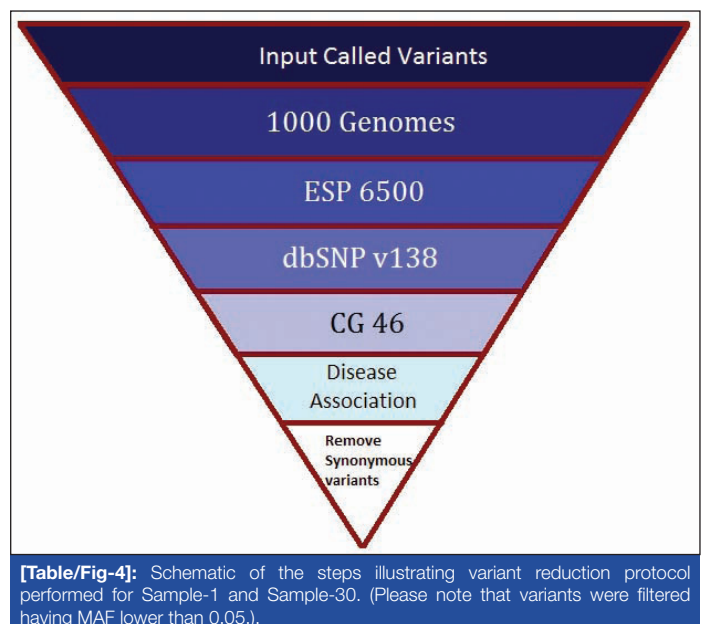 Input Called Variants
1000 Genomes
ESP 6500
dbSNP v138
CG 46
Disease
Association
Remove
Synonymous
variants
[Table/Fig-4]: Schematic of the steps illustrating variant reduction protocol
performed for Sample-1 and Sample-30. (Please note that variants were filtered
having MAF lower than 0.05.).